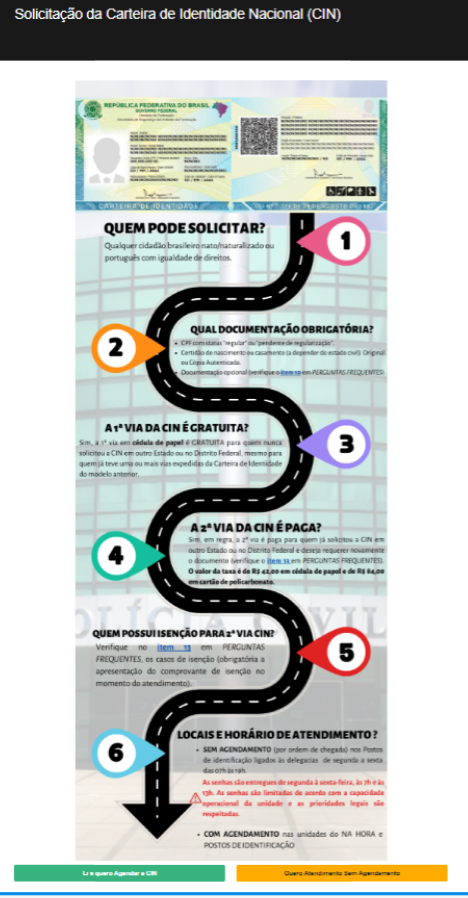 Solicitação da Carteira de Identidade Nacional (CIN)
REPÚBLICA FEDERATIVA DO BRASIL
GOVERNO FEDERAL
CARTEIRA DE IDENTIDADE
QUEM PODE SOLICITAR?
Qualquer cidadão brasileiro nato/naturalizado ou
português com igualdade de direitos.
1
QUAL DOCUMENTAÇÃO OBRIGATÓRIA?
2
• CPF com status "regular" ou "pendente de regularização".
• Certidão de nascimento ou casamento (a depender do estado civil): Original
ou Cópia Autenticada.
• Documentação opcional (verifique o item 12 em PERGUNTAS FREQUENTES).
A 1ª VIA DA CIN É GRATUITA?
3
Sim, a 1ª via em cédula de papel é GRATUITA para quem nunca
solicitou a CIN em outro Estado ou no Distrito Federal, mesmo para
quem já teve uma ou mais vias expedidas da Carteira de Identidade
do modelo anterior.
A 2ª VIA DA CIN É PAGA?
4
Sim, em regra, a 2ª via é paga para quem já solicitou a CIN em
outro Estado ou no Distrito Federal e deseja requerer novamente
o documento (verifique o item 13 em PERGUNTAS FREQUENTES).
O valor da taxa é de R$ 42,00 em cédula de papel e de R$ 84,00
em cartão de policarbonato.
POLÍCIA CIVIL
QUEM POSSUI ISENÇÃO PARA 2ª VIA CIN?
5
Verifique no item 13 em PERGUNTAS
FREQUENTES, os casos de isenção (obrigatória a
apresentação do comprovante de isenção no
momento do atendimento).
LOCAIS E HORÁRIO DE ATENDIMENTO ?
6
• SEM AGENDAMENTO (por ordem de chegada) nos Postos
de identificação ligados às delegacias de segunda a sexta
das 07h às 19h.
As senhas são entregues de segunda à sexta-feira, às 7h e às
13h. As senhas são limitadas de acordo com a capacidade
operacional da unidade e as prioridades legais são
respeitadas.
• COM AGENDAMENTO nas unidades do NA HORA e
POSTOS DE IDENTIFICAÇÃO
Li e quero Agendar a CIN
Quero Atendimento Sem Agendamento